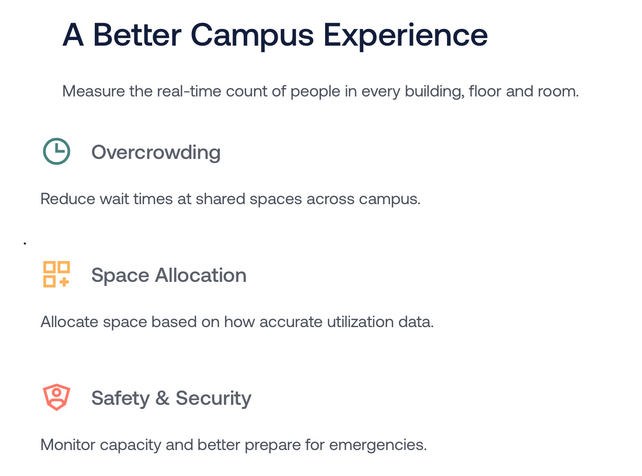 A Better Campus Experience
Measure the real-time count of people in every building, floor and room.
Overcrowding
Reduce wait times at shared spaces across campus.
.
Space Allocation
Allocate space based on how accurate utilization data.
Safety & Security
Monitor capacity and better prepare for emergencies.